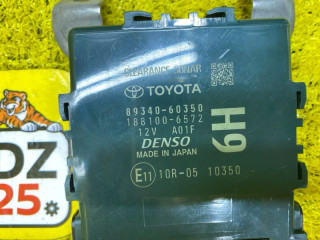 CLEARANCE SONAR
TOYOTA
89340-60350
188100-6572
12V A01F
DENSO
MADE IN JAPAN
E11 10R-05 10350
H9
DZ
25